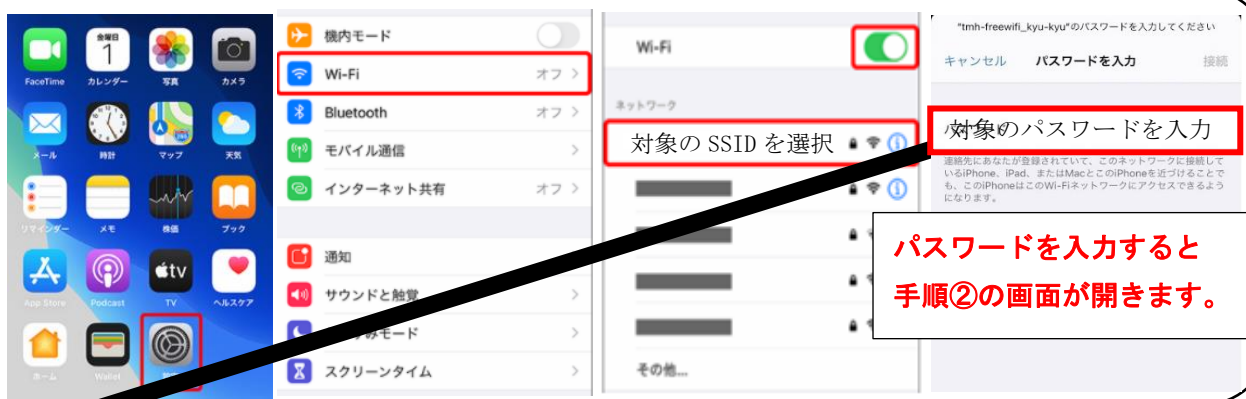 金曜日
1
FaceTime
カレンダー
写真
カメラ
メール
時計
マップ
天気
リマインダー
メモ
株価
ブック
tv
App Store
Podcast
TV
ヘルスケア
ホーム
Wallet
機内モード
Wi-Fi オフ
Bluetooth オフ
モバイル通信
インターネット共有 オフ
通知
サウンドと触覚
みモード
スクリーンタイム
Wi-Fi
ネットワーク
対象の SSID を選択
その他...
"tmh-freewifi_kyu-kyu"のパスワードを入力してください
キャンセル パスワードを入力 接続
対象のパスワードを入力
連絡先にあなたが登録されていて、このネットワークに接続して
いるiPhone、iPad、またはMacとこのiPhoneを近づけることで
も、このiPhoneはこのWi-Fiネットワークにアクセスできるよう
になります。
パスワードを入力すると
手順②の画面が開きます。